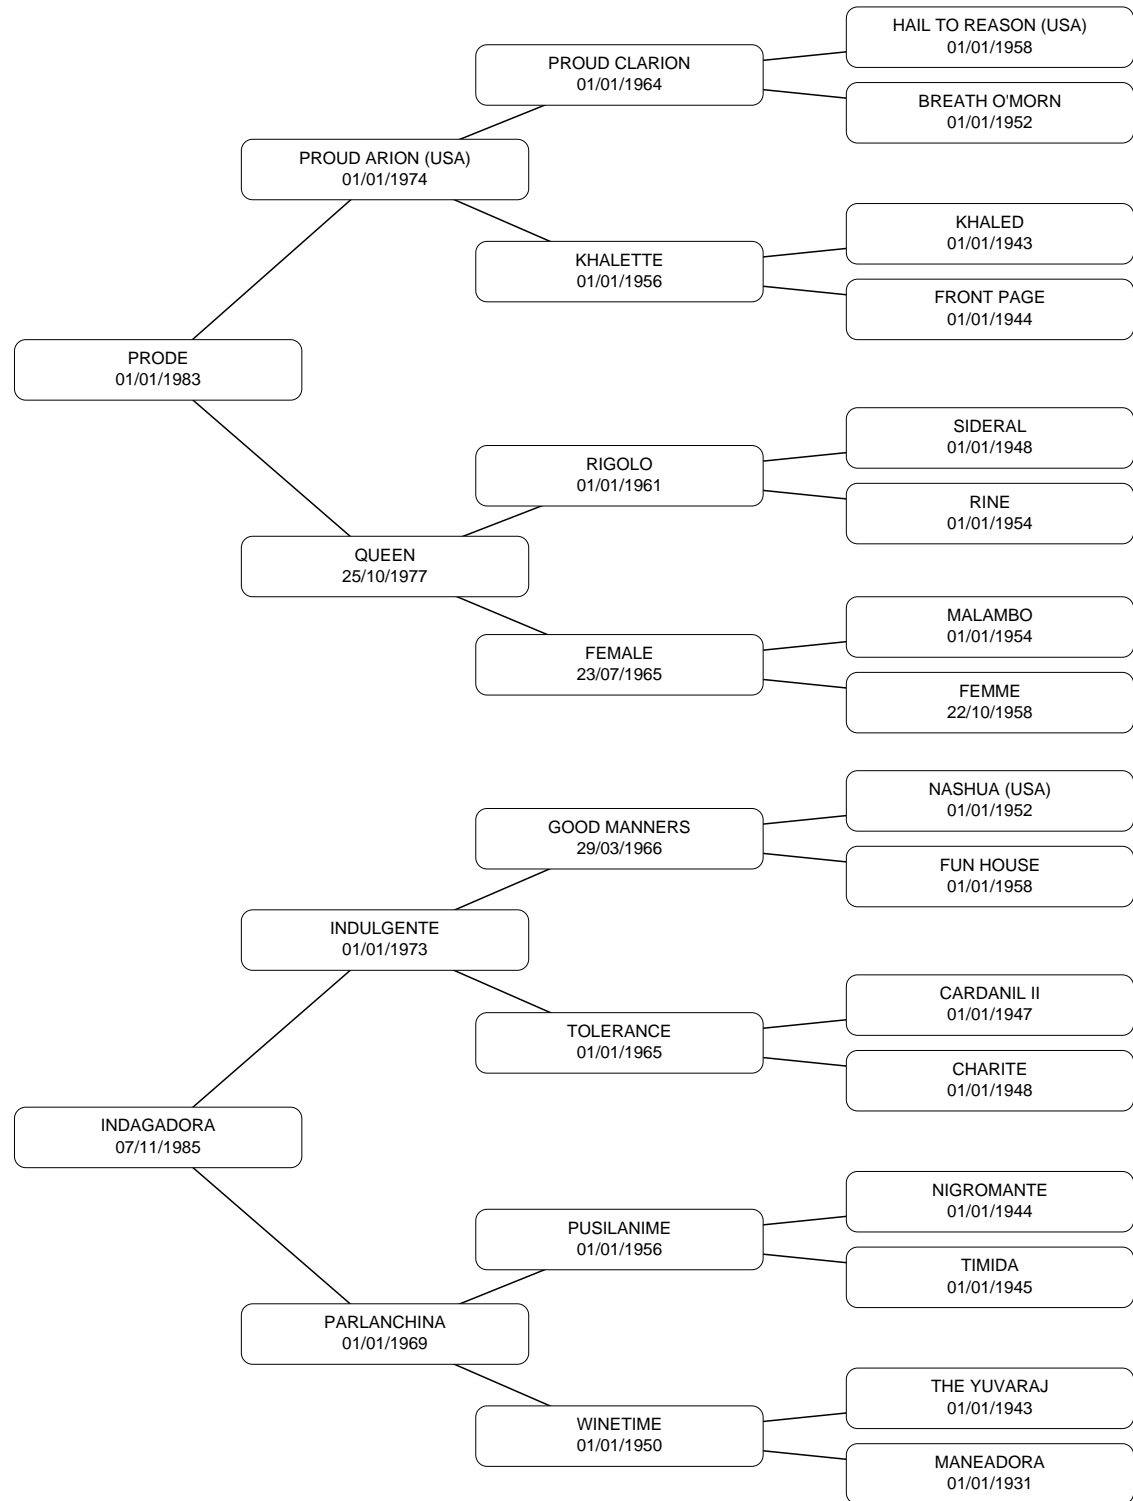 HAIL TO REASON (USA)
01/01/1958
PROUD CLARION
01/01/1964
BREATH O'MORN
01/01/1952
PROUD ARION (USA)
01/01/1974
KHALED
01/01/1943
KHALETTE
01/01/1956
FRONT PAGE
01/01/1944
PRODE
01/01/1983
SIDERAL
01/01/1948
RIGOLO
01/01/1961
RINE
01/01/1954
QUEEN
25/10/1977
MALAMBO
01/01/1954
FEMALE
23/07/1965
FEMME
22/10/1958
NASHUA (USA)
01/01/1952
GOOD MANNERS
29/03/1966
FUN HOUSE
01/01/1958
INDULGENTE
01/01/1973
CARDANIL II
01/01/1947
TOLERANCE
01/01/1965
CHARITE
01/01/1948
INDAGADORA
07/11/1985
NIGROMANTE
01/01/1944
PUSILANIME
01/01/1956
TIMIDA
01/01/1945
PARLANCHINA
01/01/1969
THE YUVARAJ
01/01/1943
WINETIME
01/01/1950
MANEADORA
01/01/1931